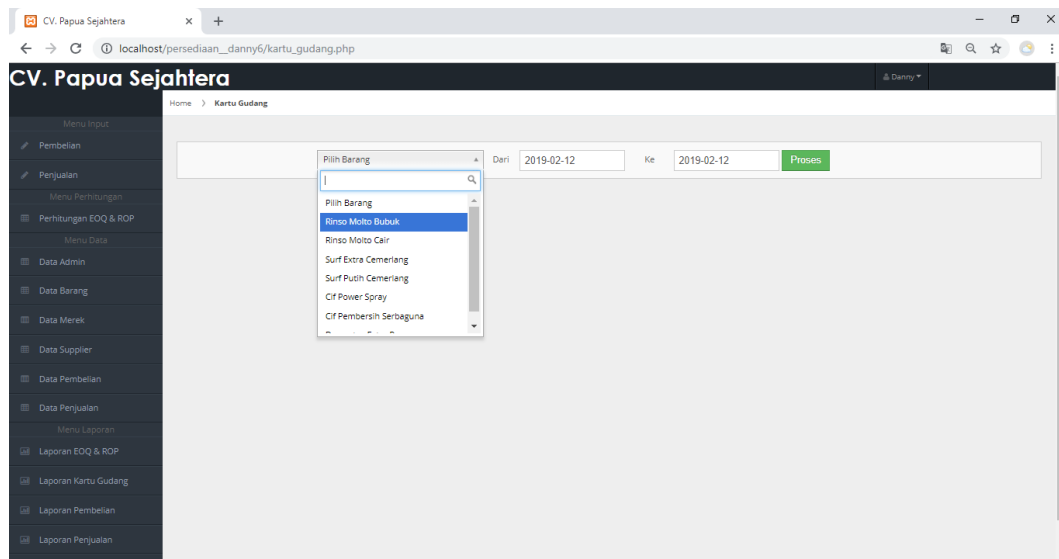 CV. Papua Sejahtera
localhost/persediaan__danny6/kartu_gudang.php
CV. Papua Sejahtera
Danny
Home > Kartu Gudang
Menu Input
Pembelian
Penjualan
Menu Perhitungan
Perhitungan EOQ & ROP
Menu Data
Data Admin
Data Barang
Data Merek
Data Supplier
Data Pembelian
Data Penjualan
Menu Laporan
Laporan EOQ & ROP
Laporan Kartu Gudang
Laporan Pembelian
Laporan Penjualan
Pilih Barang Dari 2019-02-12 Ke 2019-02-12 Proses
Pilih Barang
Rinso Molto Bubuk
Rinso Molto Cair
Surf Extra Cemerlang
Surf Putih Cemerlang
Cif Power Spray
Cif Pembersih Serbaguna